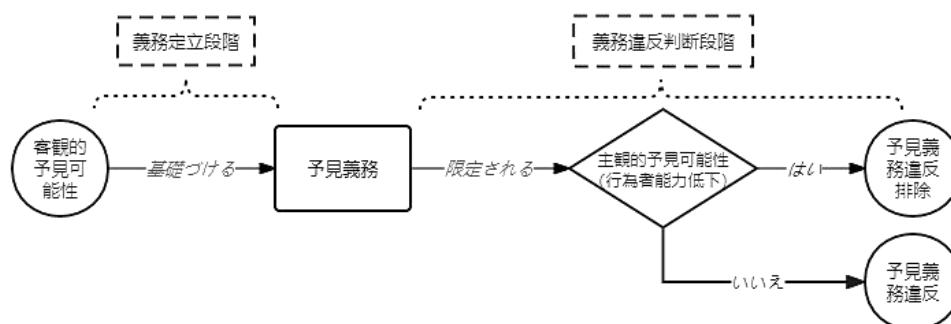 義務定立段階
義務違反判断段階
客観的
予見可
能性
基礎づける
予見義務
限定される
主観的予見可能性
(行為者能力低下)
はい
予見義
務違反
排除
いいえ
予見義
務違反